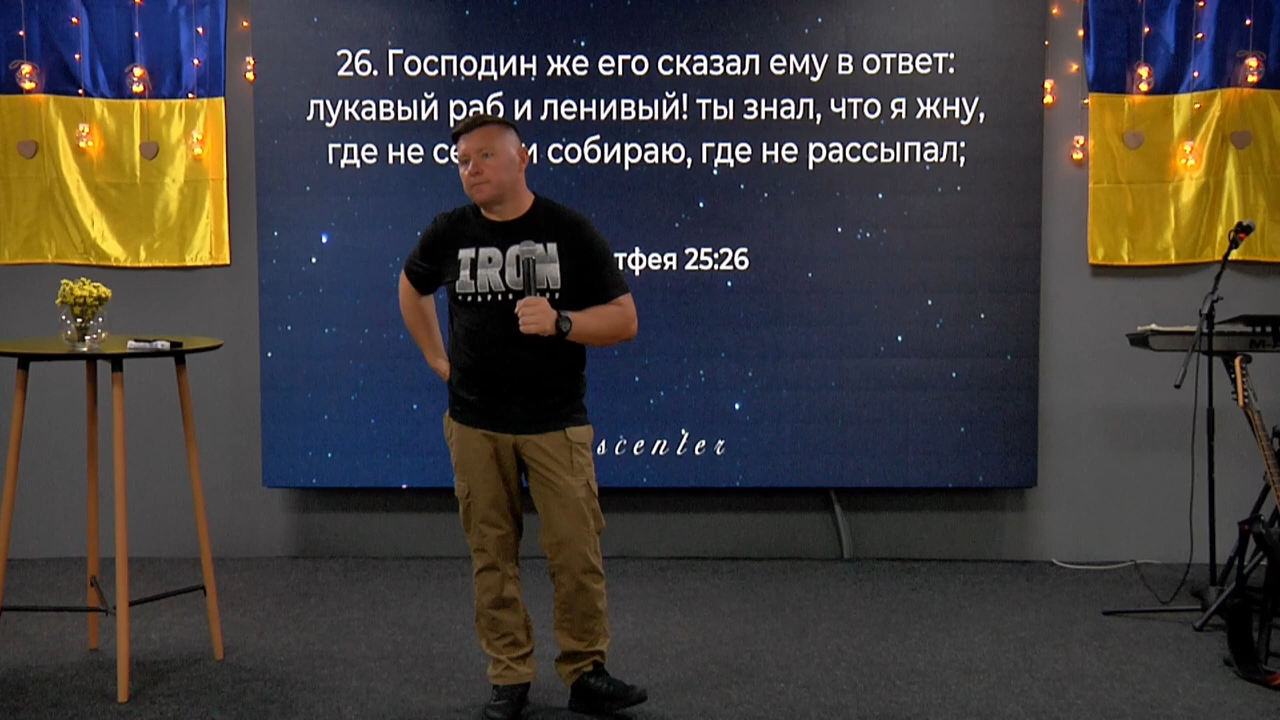 26. Господин же его сказал ему в ответ:
лукавый раб и ленивый! ты знал, что я жну,
где не се и собираю, где не рассыпал;
тфея 25:26
IRON
scenter